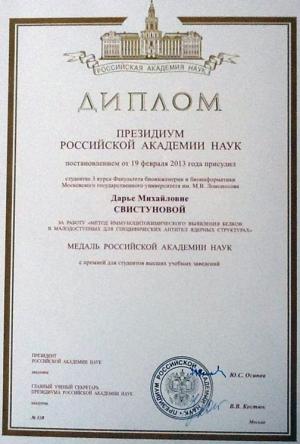 РОССИЙСКАЯ АКАДЕМИЯ НАУК
ДИПЛОМ
ПРЕЗИДИУМ
РОССИЙСКОЙ АКАДЕМИИ НАУК
постановлением от 19 февраля 2013 года присудил
студентке 3 курса Факультета биоинженерии и биоинформатики
Московского государственного университета им. М.В. Ломоносова
Дарье Михайловне
СВИСТУНОВОЙ
ЗА РАБОТУ «МЕТОД ИММУНОЦИТОХИМИЧЕСКОГО ВЫЯВЛЕНИЯ БЕЛКОВ
В МАЛОДОСТУПНЫХ ДЛЯ СПЕЦИФИЧЕСКИХ АНТИТЕЛ ЯДЕРНЫХ СТРУКТУРАХ»
МЕДАЛЬ РОССИЙСКОЙ АКАДЕМИИ НАУК
с премией для студентов высших учебных заведений
ПРЕЗИДЕНТ
РОССИЙСКОЙ АКАДЕМИИ НАУК
академик
Ю.С. Осипов
ГЛАВНЫЙ УЧЕНЫЙ СЕКРЕТАРЬ
ПРЕЗИДИУМА РОССИЙСКОЙ АКАДЕМИИ НАУК
академик
В.В. Костюк
Москва